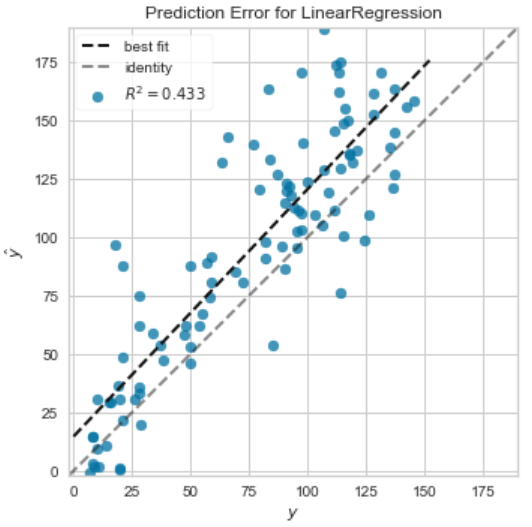 Prediction Error for LinearRegression
best fit
identity
R² = 0.433
175
150
125
100
75
50
25
0
ŷ
0 25 50 75 100 125 150 175
y